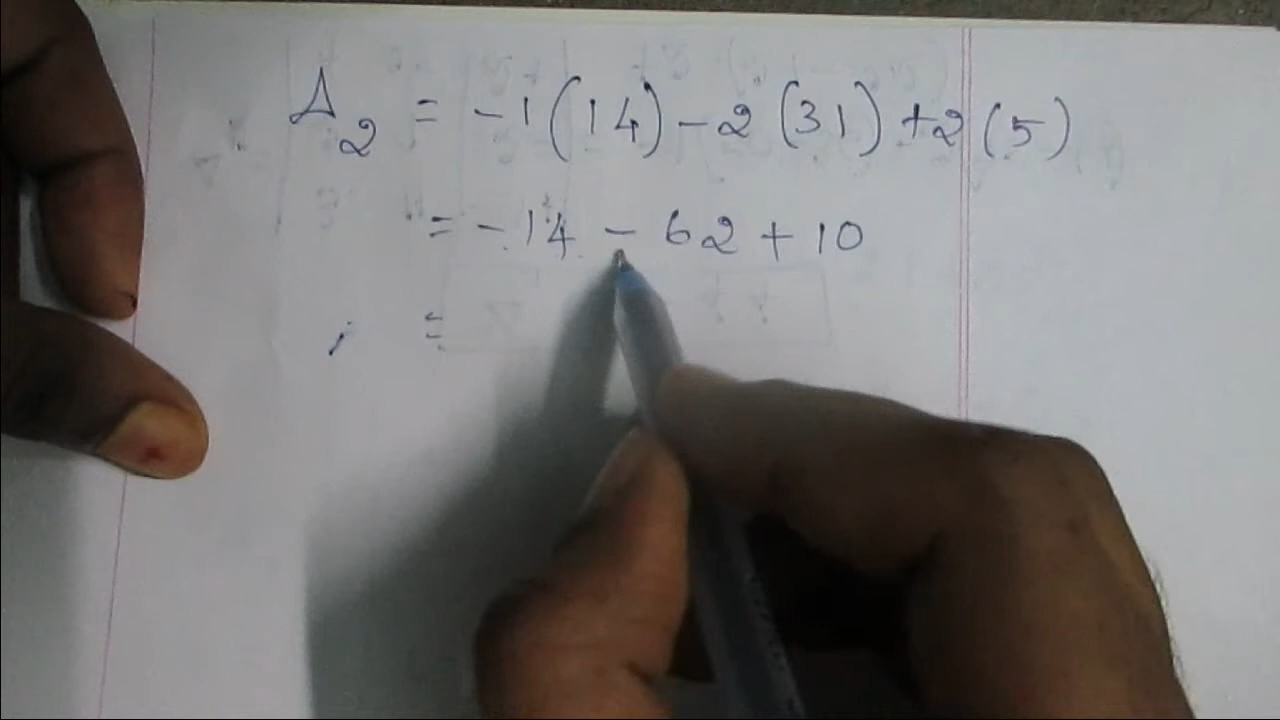 Δ₂ = -1(14) - 2(31) + 2(5)
= -14 - 62 + 10
=